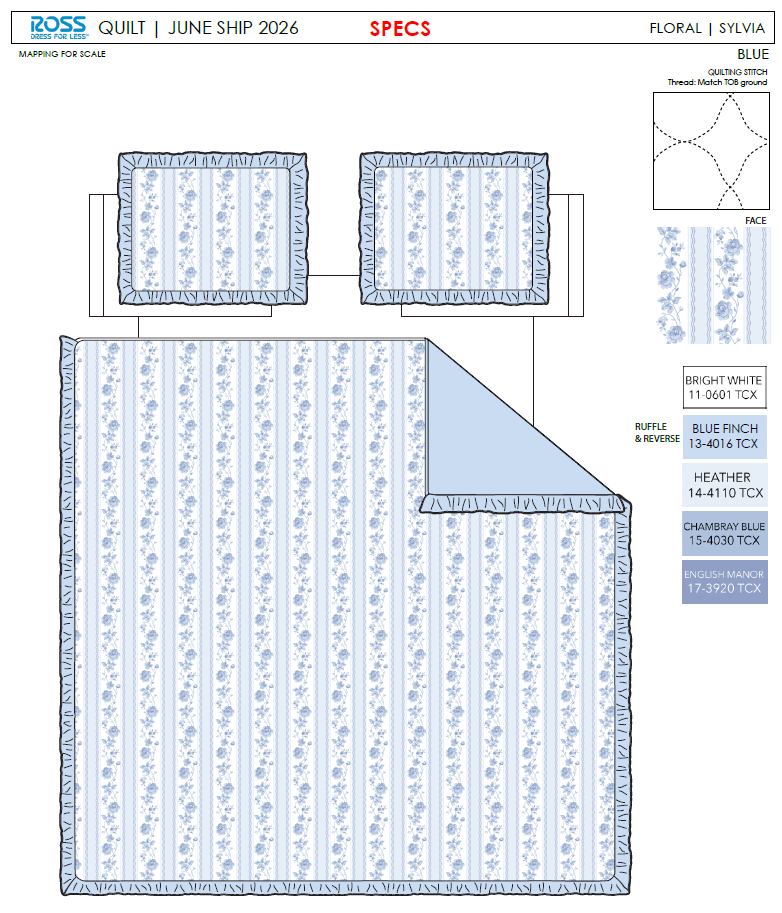 ROSS
DRESS FOR LESS
QUILT | JUNE SHIP 2026
SPECS
FLORAL | SYLVIA
MAPPING FOR SCALE
BLUE
QUILTING STITCH
Thread: Match TOB ground
FACE
BRIGHT WHITE
11-0601 TCX
RUFFLE
& REVERSE
BLUE FINCH
13-4016 TCX
HEATHER
14-4110 TCX
CHAMBRAY BLUE
15-4030 TCX
ENGLISH MANOR
17-3920 TCX